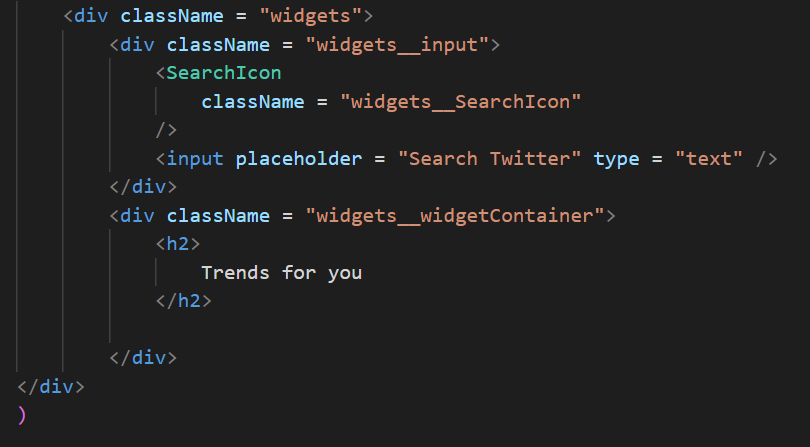 <div className = "widgets">
<div className = "widgets__input">
<SearchIcon
className = "widgets__SearchIcon"
/>
<input placeholder = "Search Twitter" type = "text" />
</div>
<div className = "widgets__widgetContainer">
<h2>
Trends for you
</h2>
</div>
</div>
)